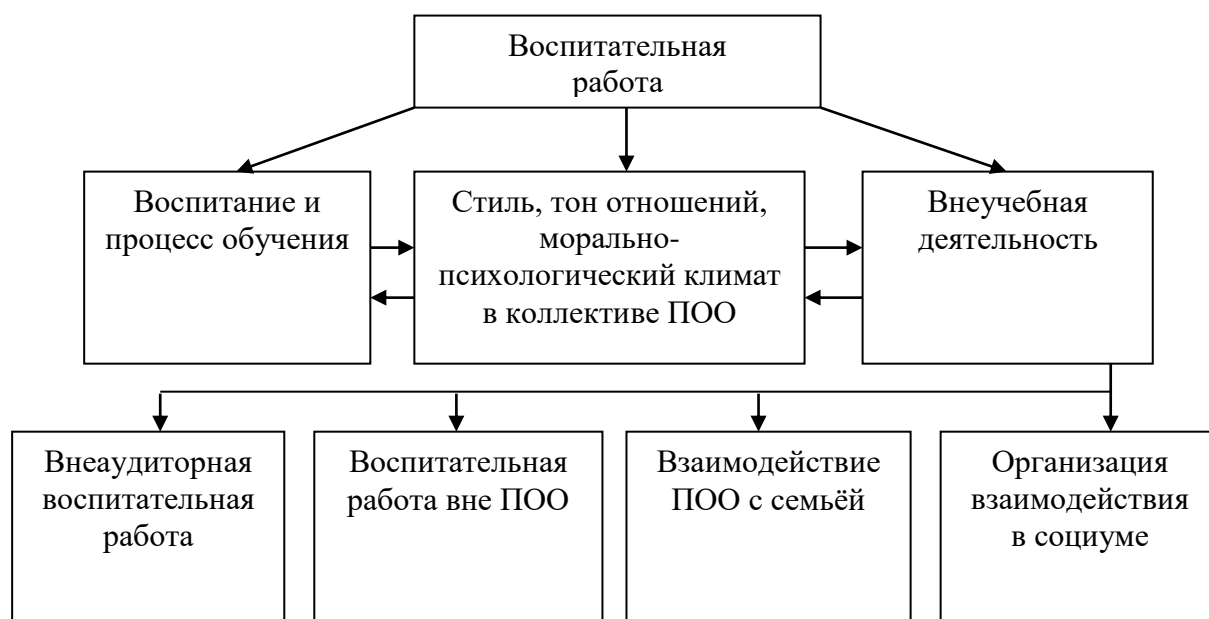 Воспитательная
работа
Воспитание и
процесс обучения
Стиль, тон отношений,
морально-
психологический климат
в коллективе ПОО
Внеучебная
деятельность
Внеаудиторная
воспитательная
работа
Воспитательная
работа вне ПОО
Взаимодействие
ПОО с семьёй
Организация
взаимодействия
в социуме